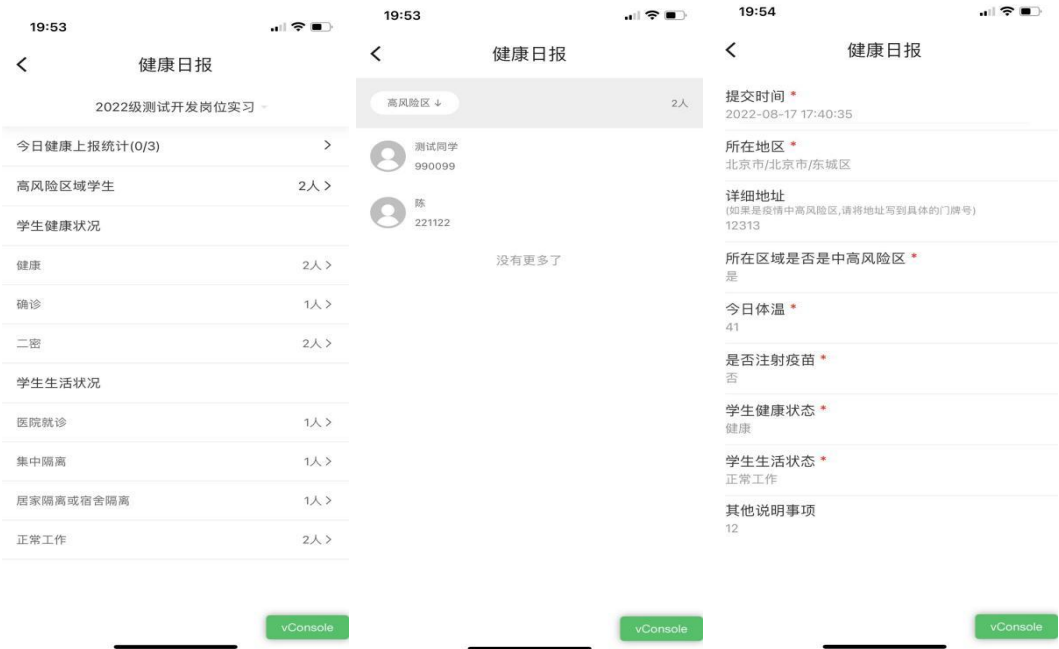 19:53
健康日报
2022级测试开发岗位实习
今日健康上报统计(0/3)
高风险区域学生 2人
学生健康状况
健康 2人
确诊 1人
二密 2人
学生生活状况
医院就诊 1人
集中隔离 1人
居家隔离或宿舍隔离 1人
正常工作 2人
vConsole
19:53
健康日报
高风险区↓ 2人
测试同学
990099
陈
221122
没有更多了
vConsole
19:54
健康日报
提交时间 *
2022-08-17 17:40:35
所在地区 *
北京市/北京市/东城区
详细地址
(如果是疫情中高风险区,请将地址写到具体的门牌号)
12313
所在区域是否是中高风险区 *
是
今日体温 *
41
是否注射疫苗 *
否
学生健康状态 *
健康
学生生活状态 *
正常工作
其他说明事项
12
vConsole